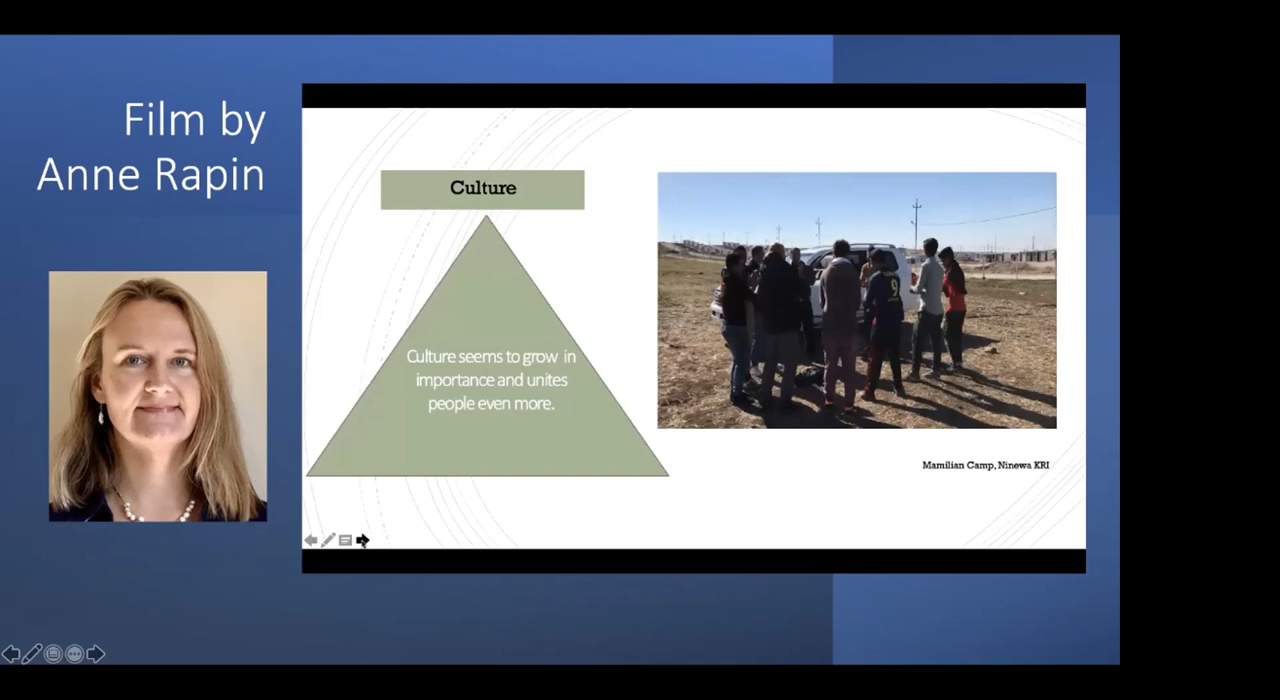 Film by
Anne Rapin
Culture
Culture seems to grow in
importance and unites
people even more.
9
Mamilian Camp, Ninewa KRI